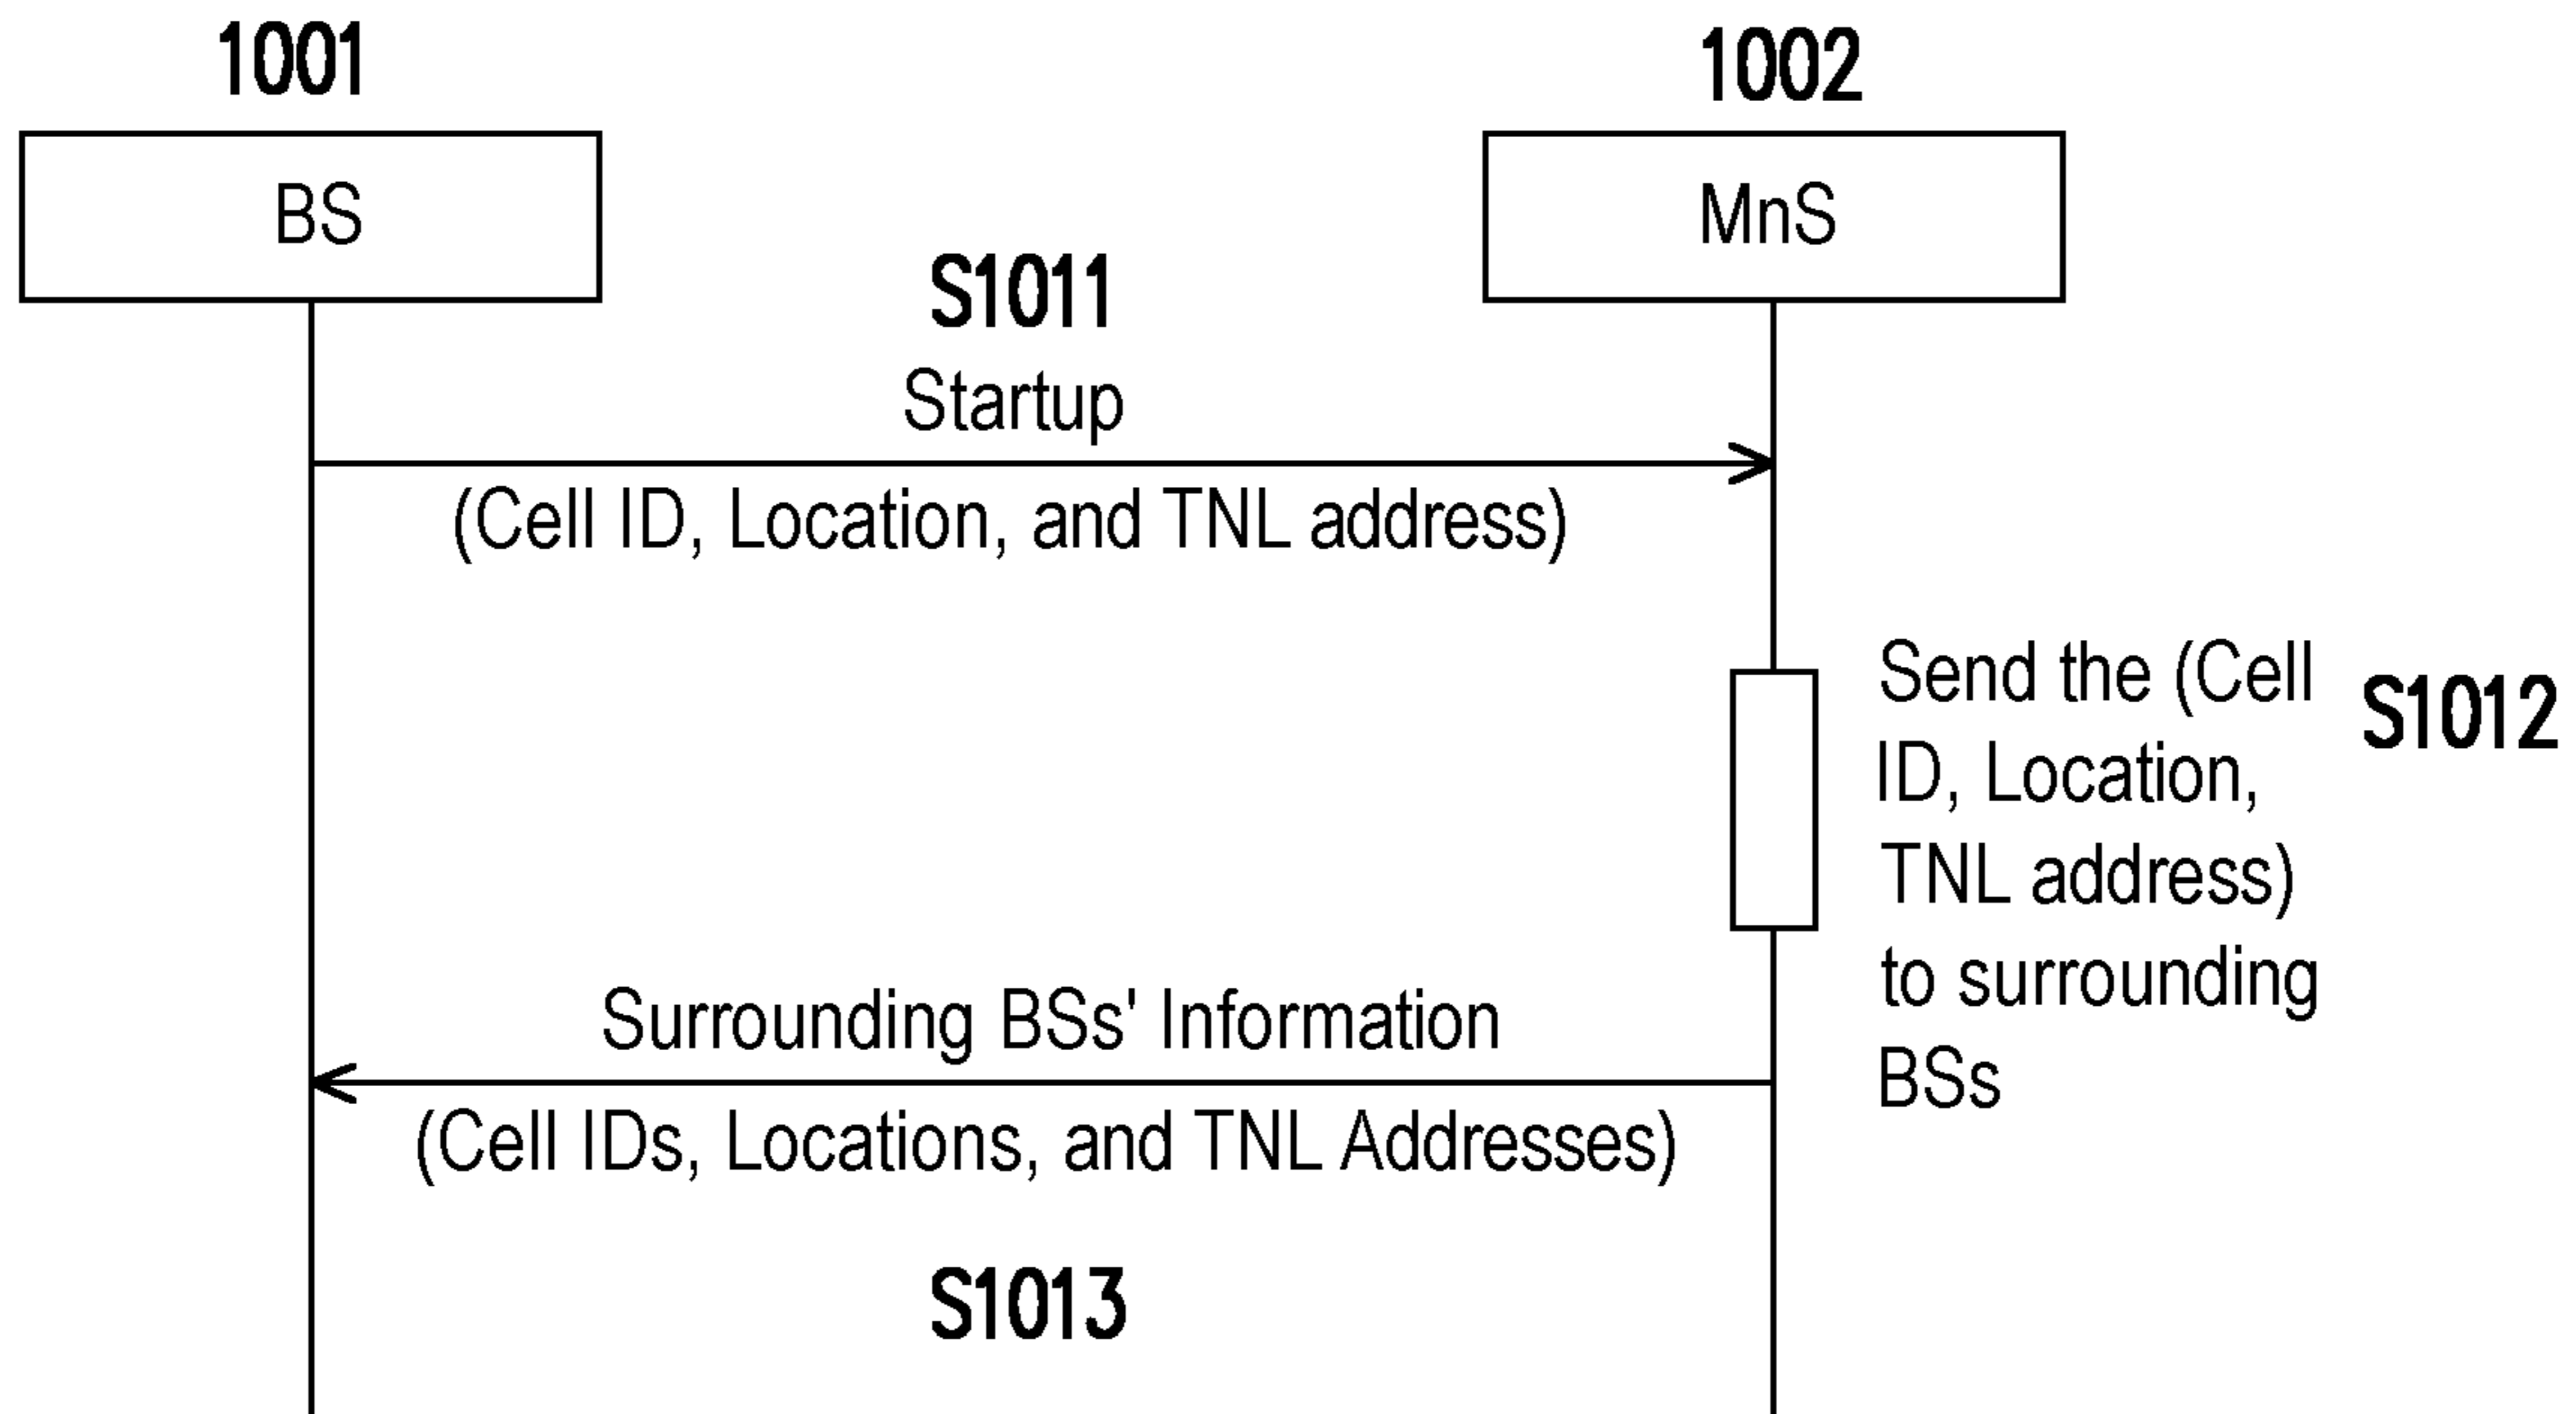 1001
1002
BS
MnS
S1011
Startup
(Cell ID, Location, and TNL address)
Send the (Cell
ID, Location,
TNL address)
to surrounding
BSs
S1012
Surrounding BSs' Information
(Cell IDs, Locations, and TNL Addresses)
S1013